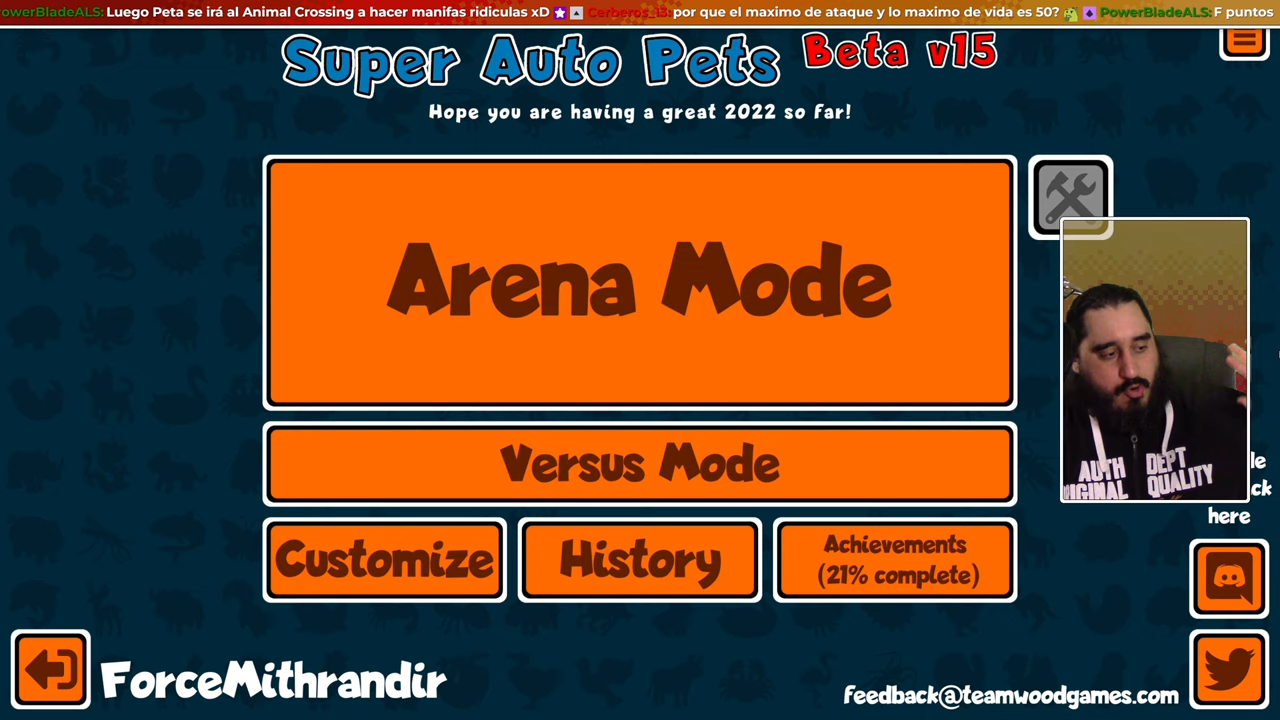 owerBladeALS: Luego Peta se irá al Animal Crossing a hacer manifas ridiculas xD Cerberos_i3: por que el maximo de ataque y lo maximo de vida es 50? PowerBladeALS: F puntos
Super Auto Pets Beta v15
Hope you are having a great 2022 so far!
Arena Mode
Versus Mode
Customize
History
Achievements
(21% complete)
AUTH DEPT
IGINAL QUALITY
le
ck
here
ForceMithrandir
feedback@teamwoodgames.com